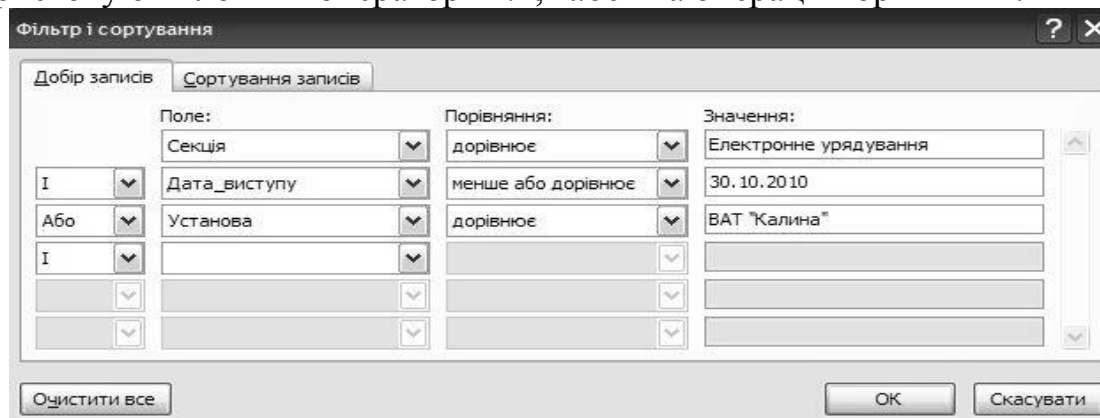 Фільтр і сортування ? ×
Добір записів Сортування записів
Поле: Порівняння: Значення:
Секція дорівнює Електронне урядування
І Дата_виступу менше або дорівнює 30.10.2010
Або Установа дорівнює ВАТ "Калина"
І
Очистити все ОК Скасувати